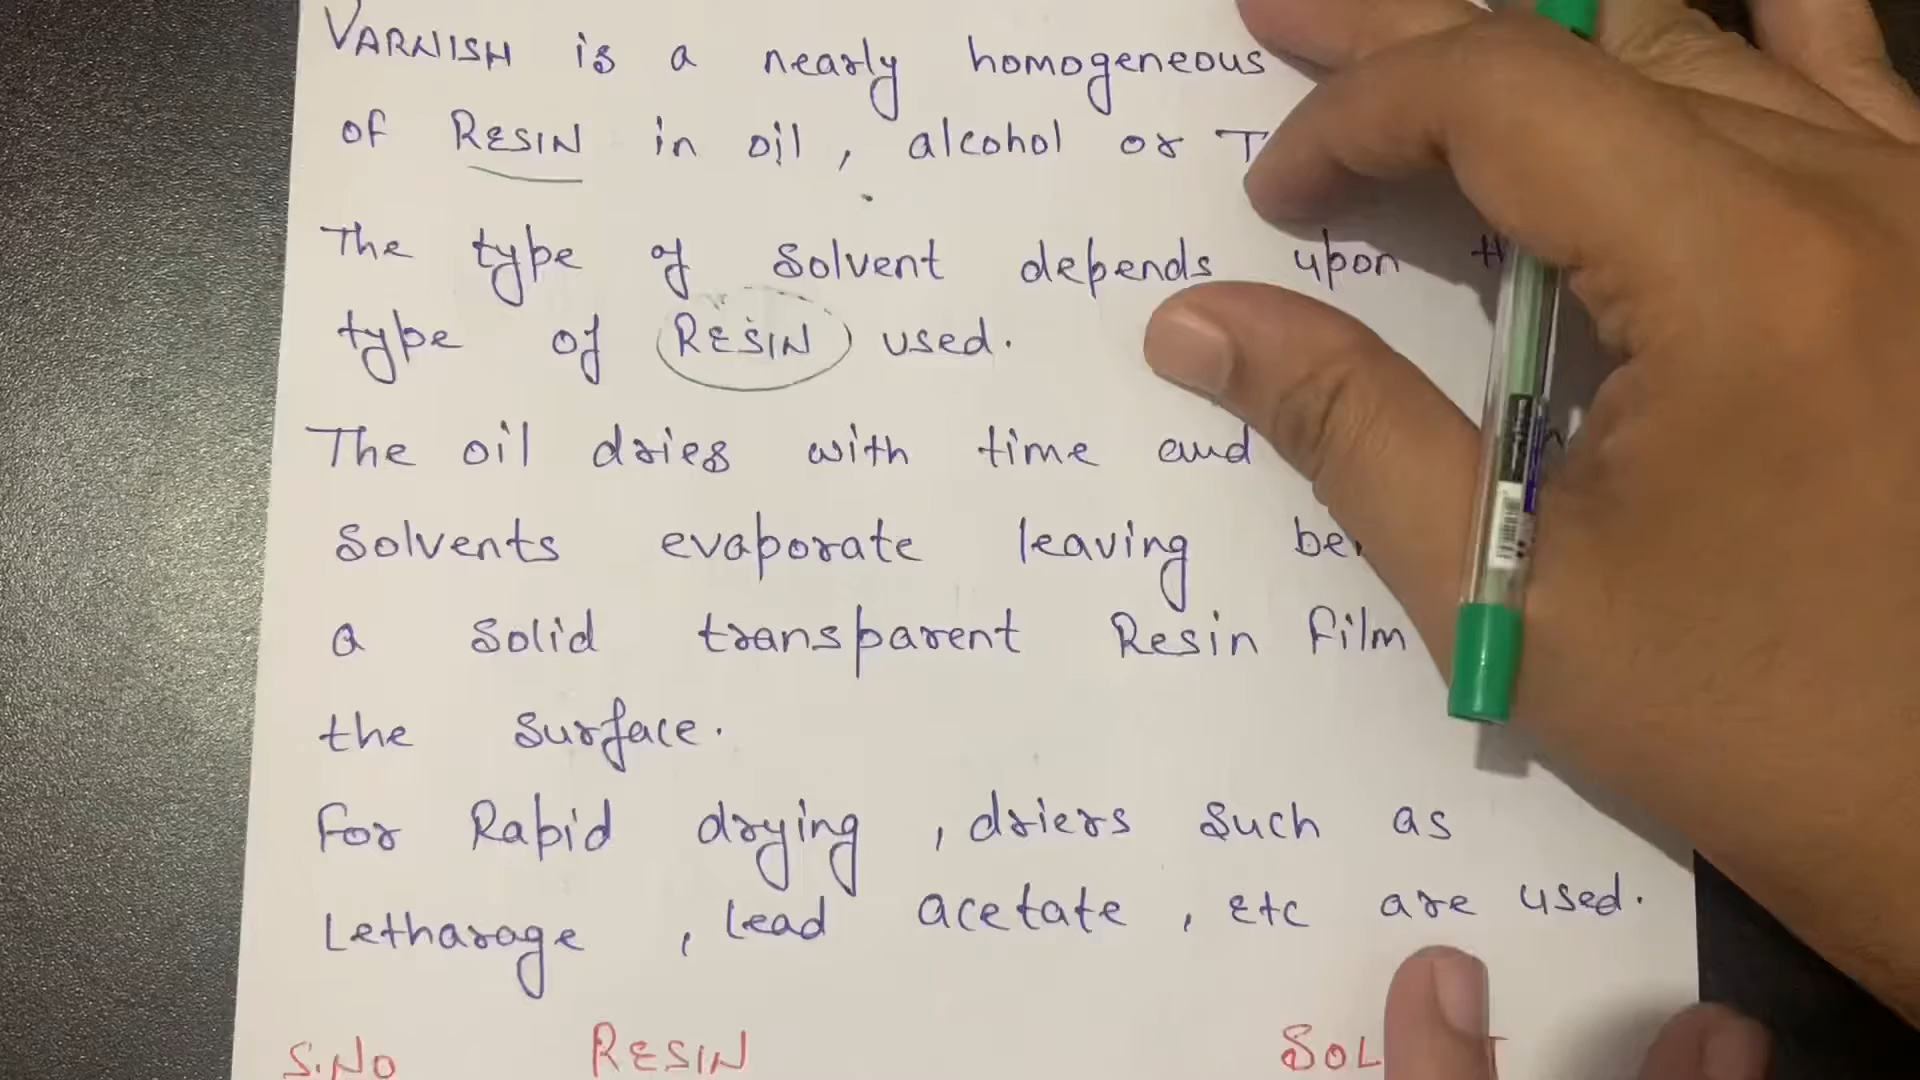 VARNISH is a nearly homogeneous
of RESIN in oil, alcohol or
The type of solvent depends upon
type of RESIN used.
The oil dries with time and
solvents evaporate leaving
a solid transparent Resin film
the surface.
For Rapid drying, driers such as
Letharage, lead acetate, etc are used.
S.No RESIN